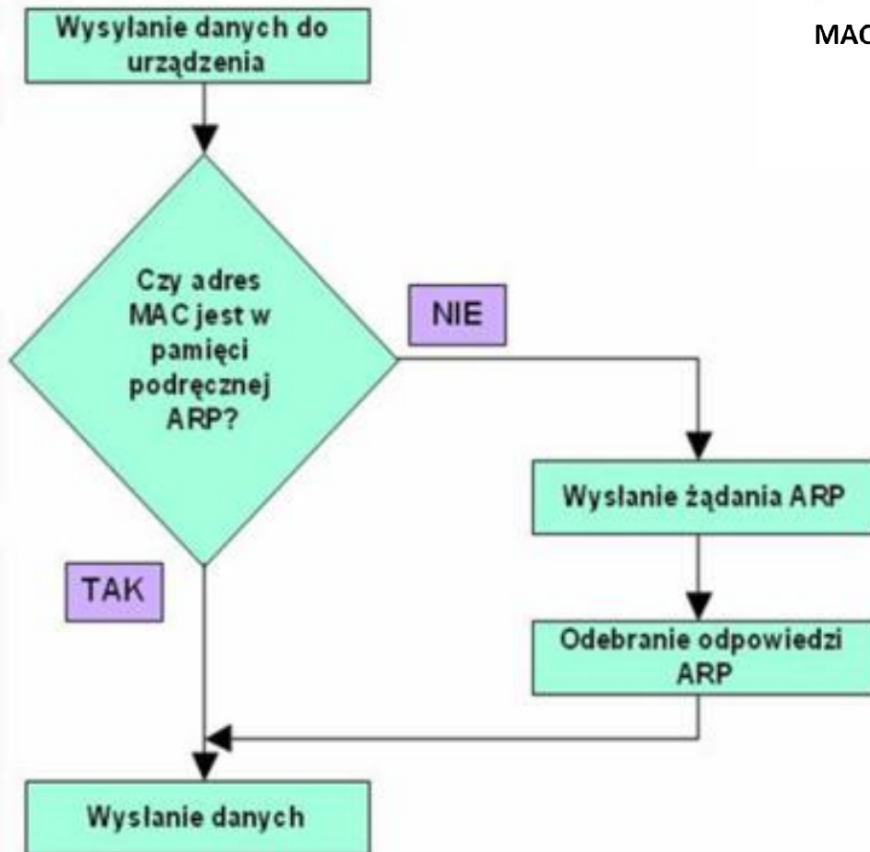 Wysyłanie danych do
urządzenia
MAC
Czy adres
MAC jest w
pamięci
podręcznej
ARP?
NIE
Wysłanie żądania ARP
TAK
Odebranie odpowiedzi
ARP
Wysłanie danych